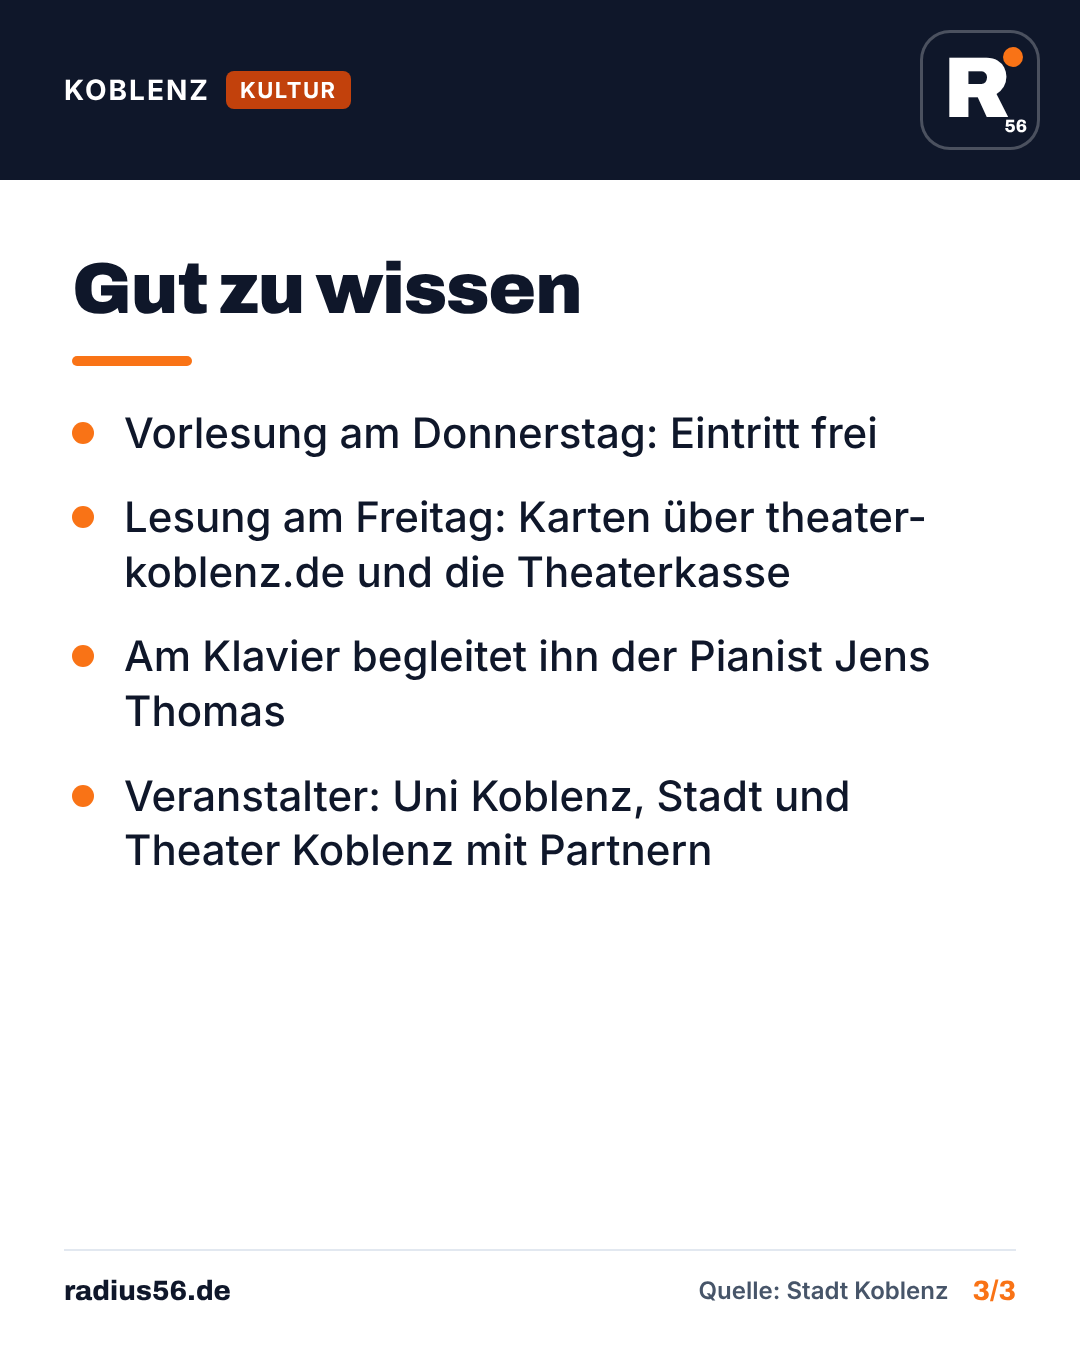 KOBLENZ KULTUR
R
56
Gut zu wissen
Vorlesung am Donnerstag: Eintritt frei
Lesung am Freitag: Karten über theater-
koblenz.de und die Theaterkasse
Am Klavier begleitet ihn der Pianist Jens
Thomas
Veranstalter: Uni Koblenz, Stadt und
Theater Koblenz mit Partnern
radius56.de
Quelle: Stadt Koblenz 3/3